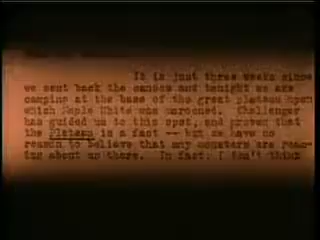 It is just three weeks since
we sent back the canoes and tonight we are
camping at the base of the great plateau upon
which Maple White was marooned. Challenger
has guided us to this spot, and proven that
the plateau is a fact -- but we have no
reason to believe that any monsters are roam-
ing about up there. In fact, I don't think